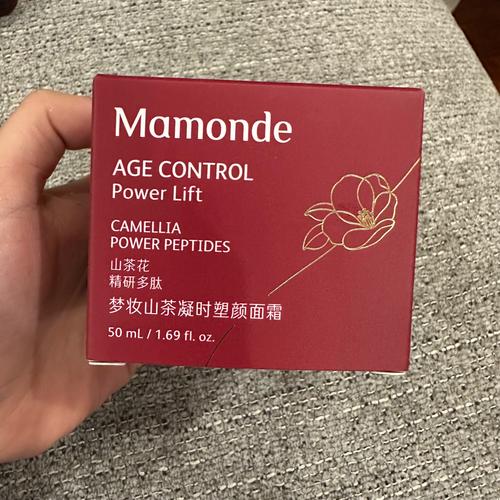 Mamonde
AGE CONTROL
Power Lift
CAMELLIA
POWER PEPTIDES
山茶花
精研多肽
梦妆山茶凝时塑颜面霜
50 mL / 1.69 fl. oz.